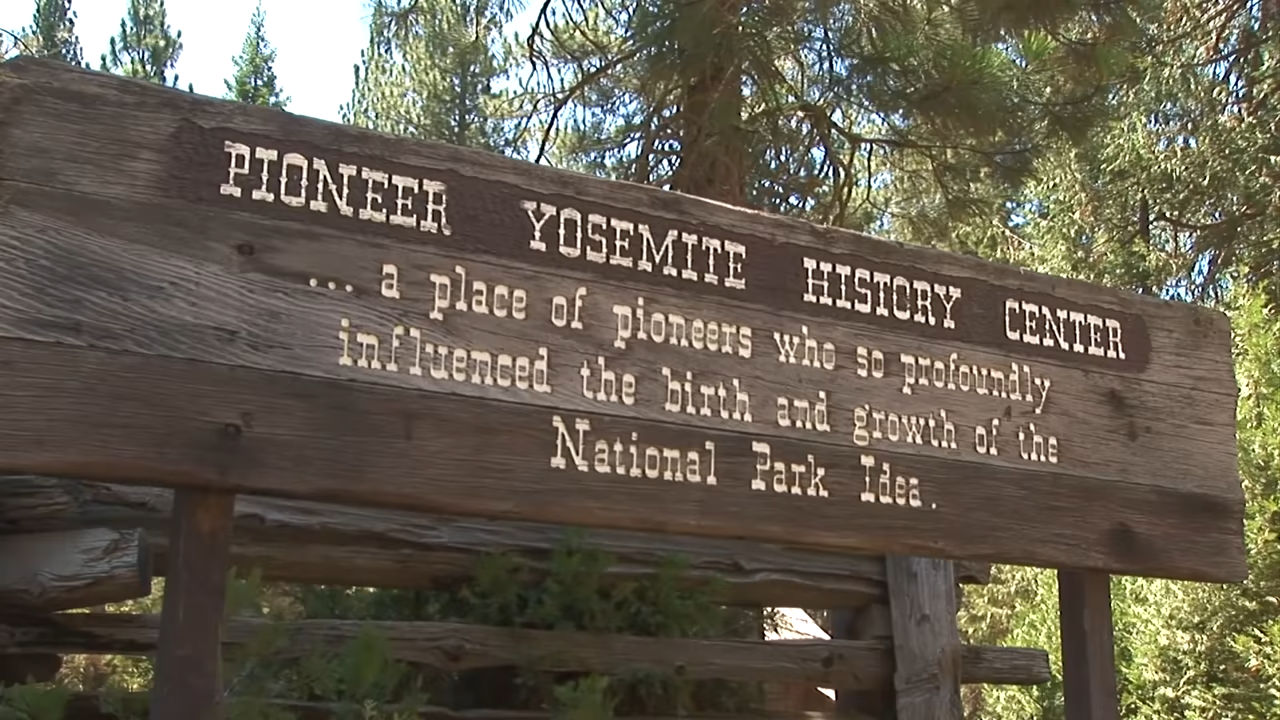 PIONEER YOSEMITE HISTORY CENTER
... a place of pioneers who so profoundly
influenced the birth and growth of the
National Park Idea.